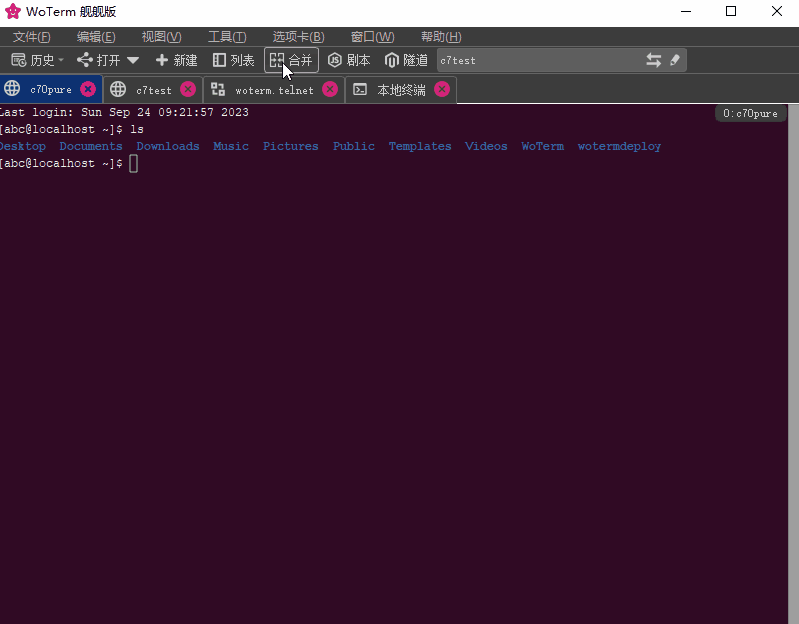 WoTerm 舰舰版
文件(F) 编辑(E) 视图(V) 工具(T) 选项卡(B) 窗口(W) 帮助(H)
历史 打开 新建 列表 合并 剧本 隧道 c7test
c70pure c7test woterm.telnet 本地终端
Last login: Sun Sep 24 09:21:57 2023 0:c70pure
[abc@localhost ~]$ ls
Desktop Documents Downloads Music Pictures Public Templates Videos WoTerm wotermdeploy
[abc@localhost ~]$